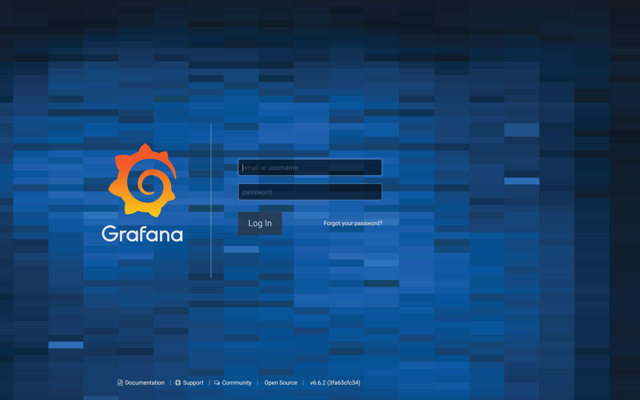 email or username
password
Grafana
Log In
Forgot your password?
Documentation | Support | Community | Open Source | v6.6.2 (3fa63cfc34)